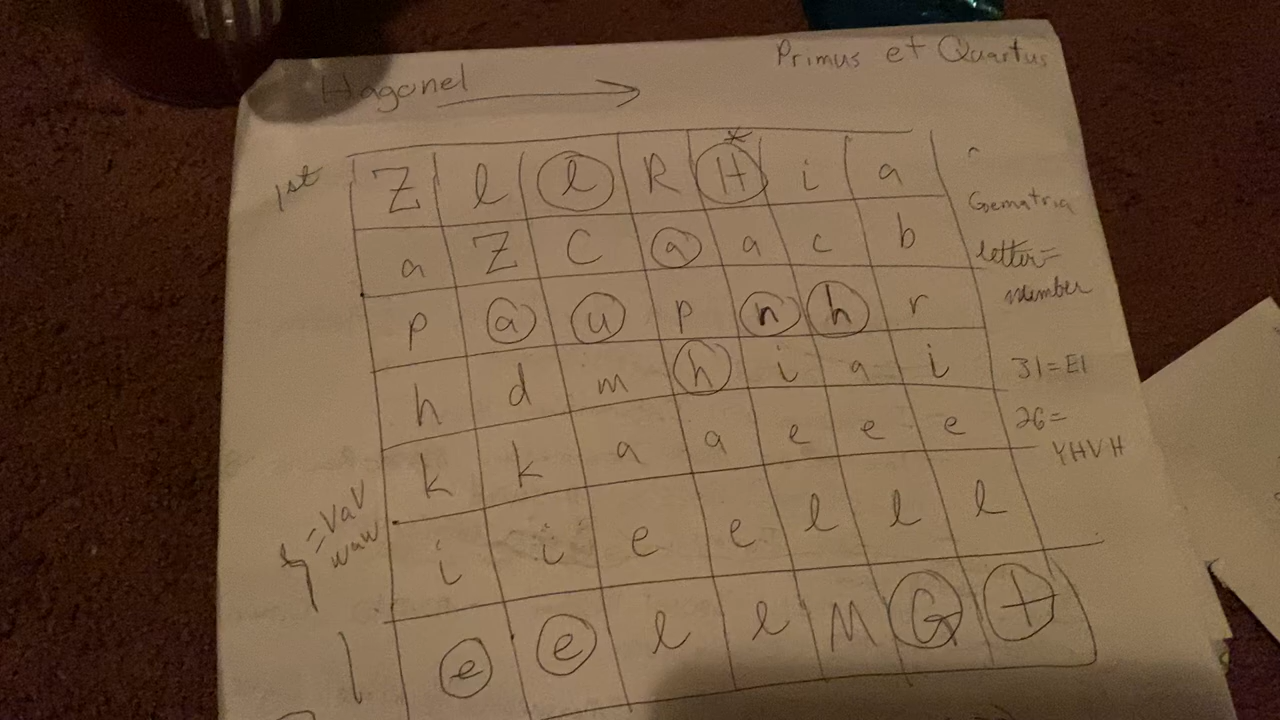 Primus et Quartus
Hagonel →
1st
Z l l R H i a
a Z C a a c b
p a u p n h r
h d m h i a i
k k a a e e e
i i e e l l l
e e l l M G +
Gematria
letter=
number
31=El
26=
YHVH
=VaV
waw